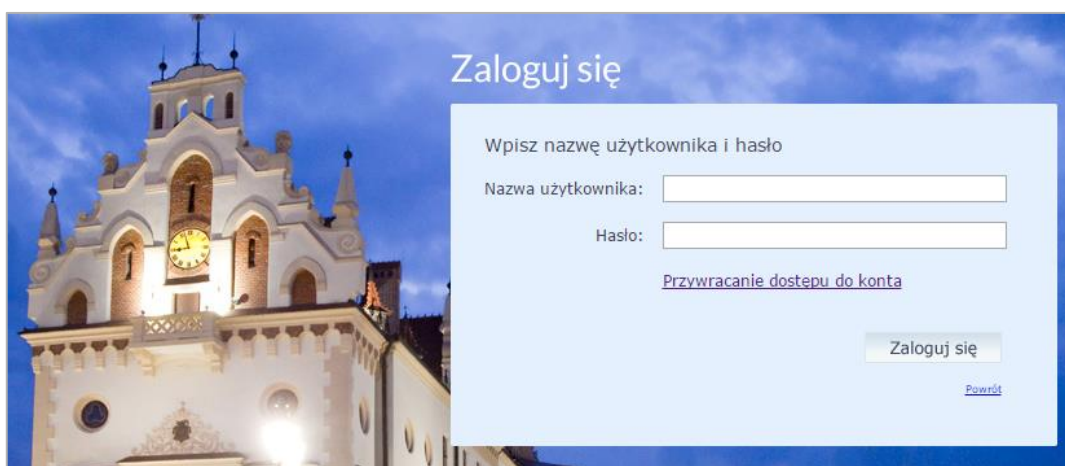 Zaloguj się
Wpisz nazwę użytkownika i hasło
Nazwa użytkownika:
Hasło:
Przywracanie dostępu do konta
Zaloguj się
Powrót